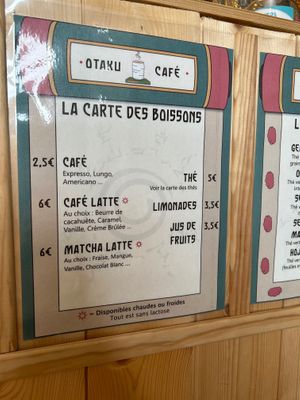 OTAKU CAFÉ
LA CARTE DES BOISSONS
2,5€ CAFÉ
Expresso, Lungo,
Americano ...
THÉ 5€
Voir la carte des thés
6€ CAFÉ LATTE
Au choix : Beurre de
cacahuète, Caramel,
Vanille, Crème Brûlée ...
LIMONADES 3,5€
JUS DE 3,5€
FRUITS
6€ MATCHA LATTE
Au choix : Fraise, Mangue,
Vanille, Chocolat Blanc ...
= Disponibles chaudes ou froides
Tout est sans lactose